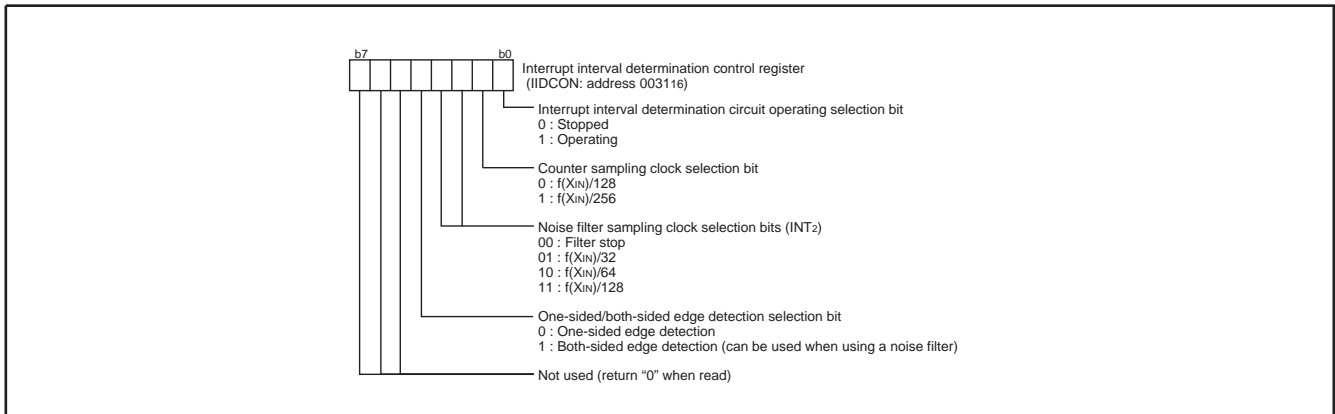 b7 b0
Interrupt interval determination control register
(IIDCON: address 003116)
Interrupt interval determination circuit operating selection bit
0 : Stopped
1 : Operating
Counter sampling clock selection bit
0 : f(XIN)/128
1 : f(XIN)/256
Noise filter sampling clock selection bits (INT2)
00 : Filter stop
01 : f(XIN)/32
10 : f(XIN)/64
11 : f(XIN)/128
One-sided/both-sided edge detection selection bit
0 : One-sided edge detection
1 : Both-sided edge detection (can be used when using a noise filter)
Not used (return “0” when read)